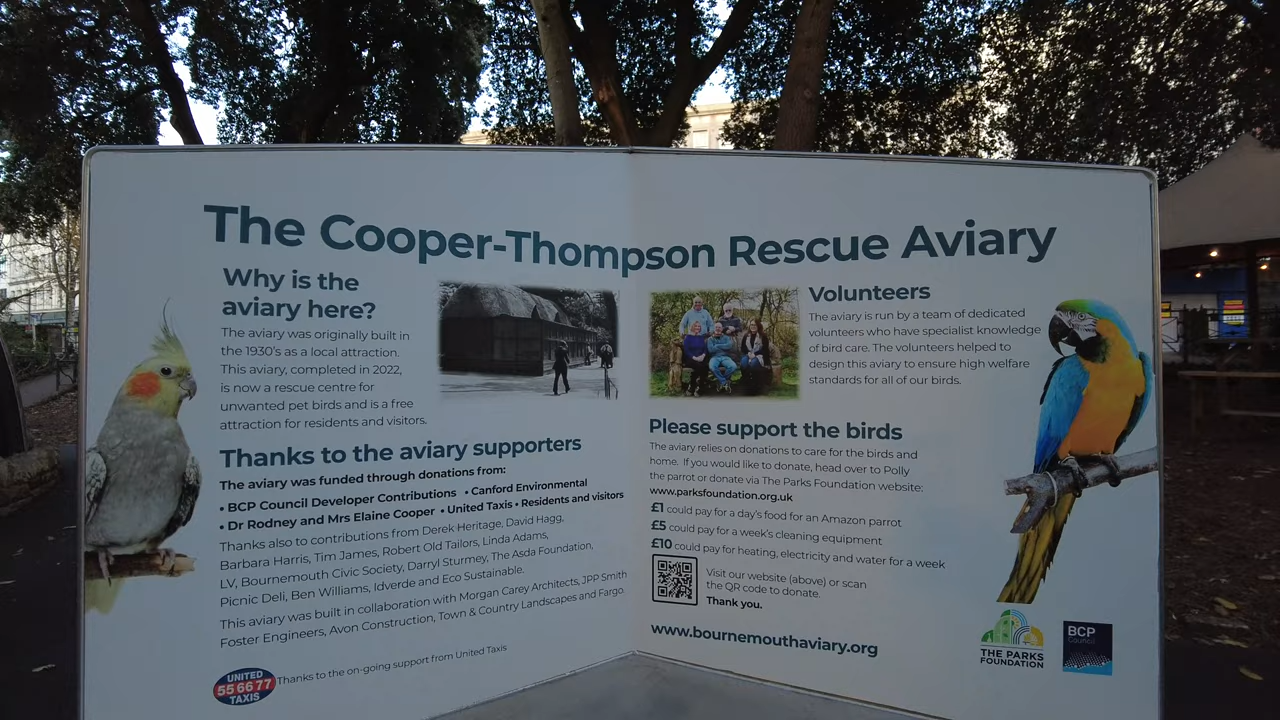 The Cooper-Thompson Rescue Aviary
Why is the
aviary here?
The aviary was originally built in
the 1930's as a local attraction.
This aviary, completed in 2022,
is now a rescue centre for
unwanted pet birds and is a free
attraction for residents and visitors.
Thanks to the aviary supporters
The aviary was funded through donations from:
• BCP Council Developer Contributions • Canford Environmental
• Dr Rodney and Mrs Elaine Cooper • United Taxis • Residents and visitors
Thanks also to contributions from Derek Heritage, David Hagg,
Barbara Harris, Tim James, Robert Old Tailors, Linda Adams,
LV, Bournemouth Civic Society, Darryl Sturmey, The Asda Foundation,
Picnic Deli, Ben Williams, Idverde and Eco Sustainable.
This aviary was built in collaboration with Morgan Carey Architects, JPP Smith
Foster Engineers, Avon Construction, Town & Country Landscapes and Fargo.
UNITED
55 66 77
TAXIS
Thanks to the on-going support from United Taxis
Volunteers
The aviary is run by a team of dedicated
volunteers who have specialist knowledge
of bird care. The volunteers helped to
design this aviary to ensure high welfare
standards for all of our birds.
Please support the birds
The aviary relies on donations to care for the birds and
home. If you would like to donate, head over to Polly
the parrot or donate via The Parks Foundation website:
www.parksfoundation.org.uk
£1 could pay for a day's food for an Amazon parrot
£5 could pay for a week's cleaning equipment
£10 could pay for heating, electricity and water for a week
Visit our website (above) or scan
the QR code to donate.
Thank you.
www.bournemouthaviary.org
THE PARKS
FOUNDATION
BCP
Council